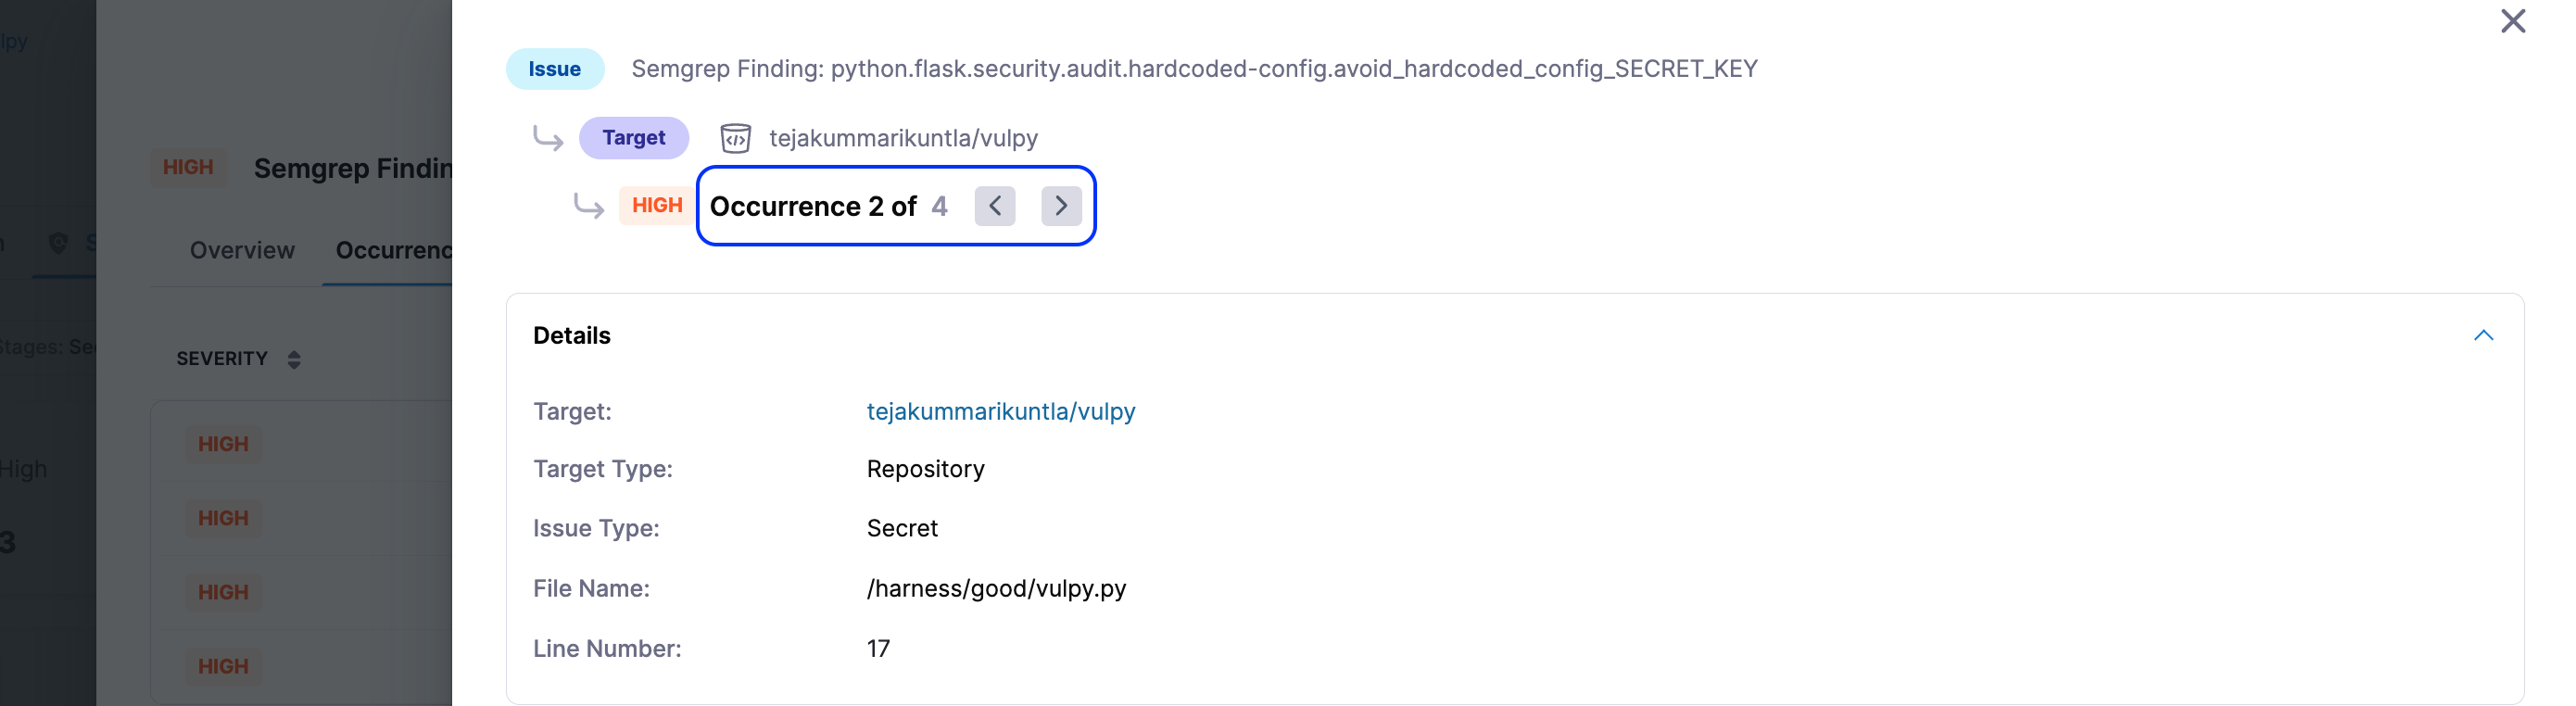 lpy
Issue Semgrep Finding: python.flask.security.audit.hardcoded-config.avoid_hardcoded_config_SECRET_KEY
Target tejakummarikuntla/vulpy
HIGH Semgrep Findin
HIGH Occurrence 2 of 4
n S
Overview Occurrenc
Details
Stages: Sec
SEVERITY
Target: tejakummarikuntla/vulpy
HIGH
High
Target Type: Repository
HIGH
Issue Type: Secret
3
HIGH
File Name: /harness/good/vulpy.py
HIGH
Line Number: 17